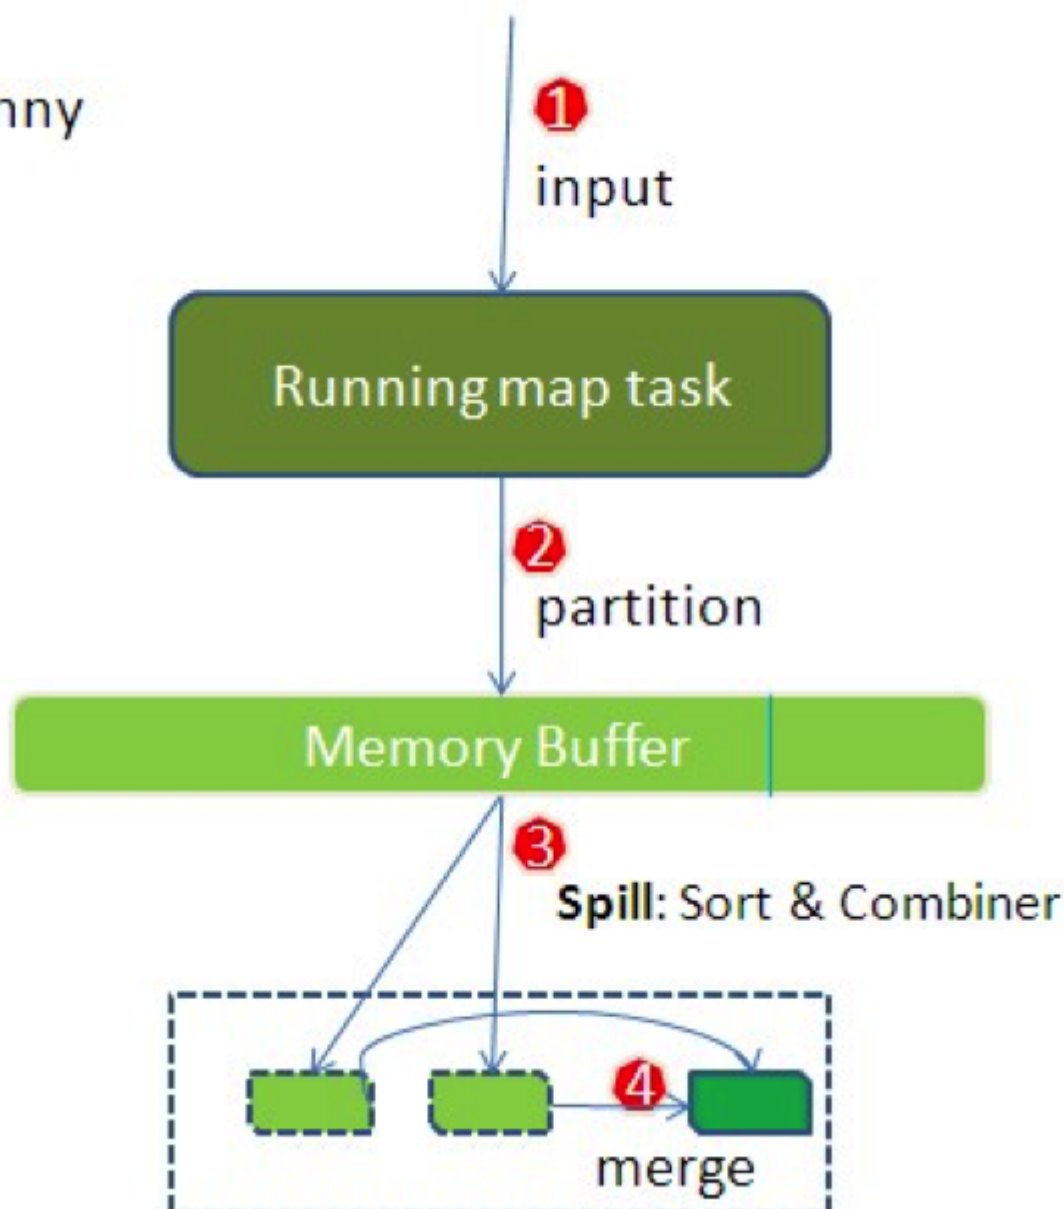 1
input
Running map task
2
partition
Memory Buffer
3
Spill: Sort & Combiner
4
merge